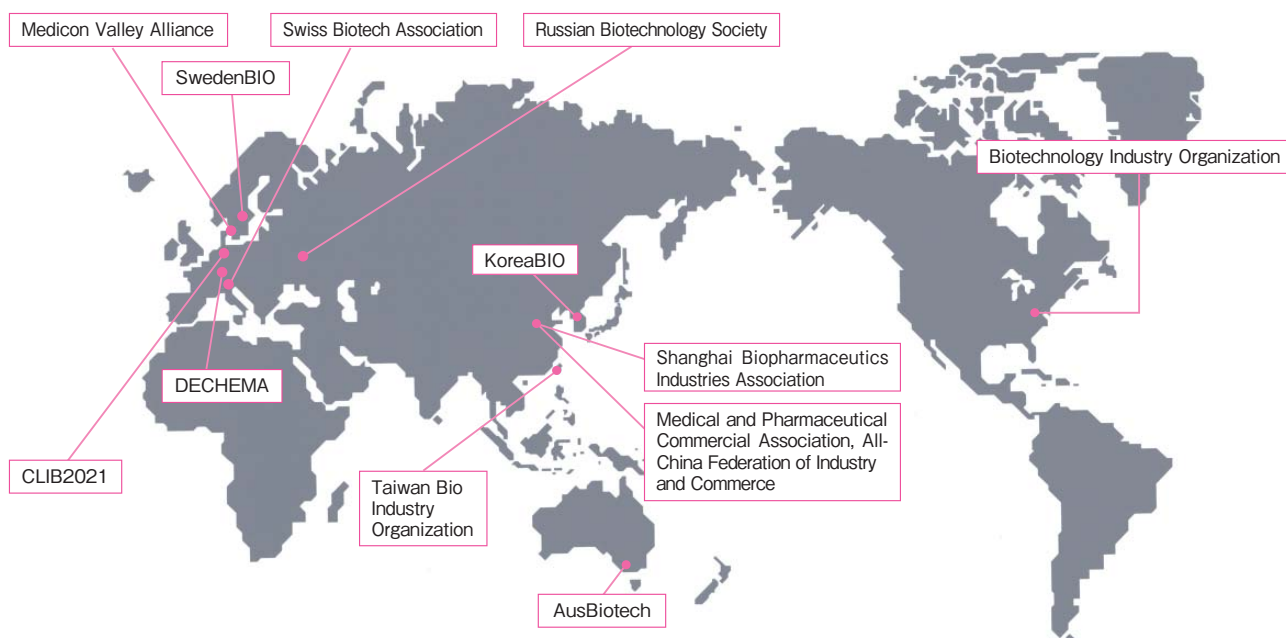 Medicon Valley Alliance
Swiss Biotech Association
Russian Biotechnology Society
SwedenBIO
Biotechnology Industry Organization
KoreaBIO
Shanghai Biopharmaceutics
Industries Association
DECHEMA
Medical and Pharmaceutical
Commercial Association, All-
China Federation of Industry
and Commerce
CLIB2021
Taiwan Bio
Industry
Organization
AusBiotech